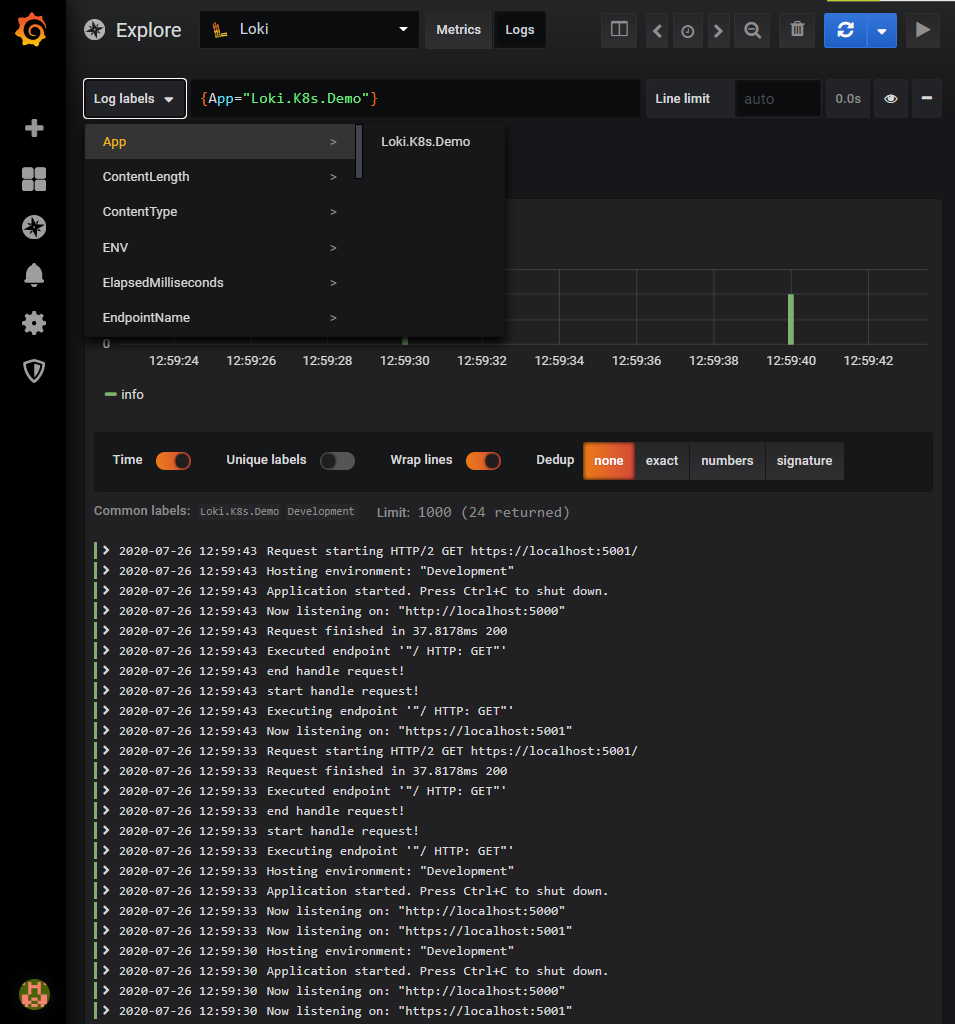 Explore Loki Metrics Logs
Log labels {App="Loki.K8s.Demo"} Line limit auto 0.0s
App > Loki.K8s.Demo
ContentLength >
ContentType >
ENV >
ElapsedMilliseconds >
EndpointName >
0
12:59:24 12:59:26 12:59:28 12:59:30 12:59:32 12:59:34 12:59:36 12:59:38 12:59:40 12:59:42
info
Time Unique labels Wrap lines Dedup none exact numbers signature
Common labels: Loki.K8s.Demo Development Limit: 1000 (24 returned)
2020-07-26 12:59:43 Request starting HTTP/2 GET https://localhost:5001/
2020-07-26 12:59:43 Hosting environment: "Development"
2020-07-26 12:59:43 Application started. Press Ctrl+C to shut down.
2020-07-26 12:59:43 Now listening on: "http://localhost:5000"
2020-07-26 12:59:43 Request finished in 37.8178ms 200
2020-07-26 12:59:43 Executed endpoint '"/ HTTP: GET"'
2020-07-26 12:59:43 end handle request!
2020-07-26 12:59:43 start handle request!
2020-07-26 12:59:43 Executing endpoint '"/ HTTP: GET"'
2020-07-26 12:59:43 Now listening on: "https://localhost:5001"
2020-07-26 12:59:33 Request starting HTTP/2 GET https://localhost:5001/
2020-07-26 12:59:33 Request finished in 37.8178ms 200
2020-07-26 12:59:33 Executed endpoint '"/ HTTP: GET"'
2020-07-26 12:59:33 end handle request!
2020-07-26 12:59:33 start handle request!
2020-07-26 12:59:33 Executing endpoint '"/ HTTP: GET"'
2020-07-26 12:59:33 Hosting environment: "Development"
2020-07-26 12:59:33 Application started. Press Ctrl+C to shut down.
2020-07-26 12:59:33 Now listening on: "http://localhost:5000"
2020-07-26 12:59:33 Now listening on: "https://localhost:5001"
2020-07-26 12:59:30 Hosting environment: "Development"
2020-07-26 12:59:30 Application started. Press Ctrl+C to shut down.
2020-07-26 12:59:30 Now listening on: "http://localhost:5000"
2020-07-26 12:59:30 Now listening on: "https://localhost:5001"